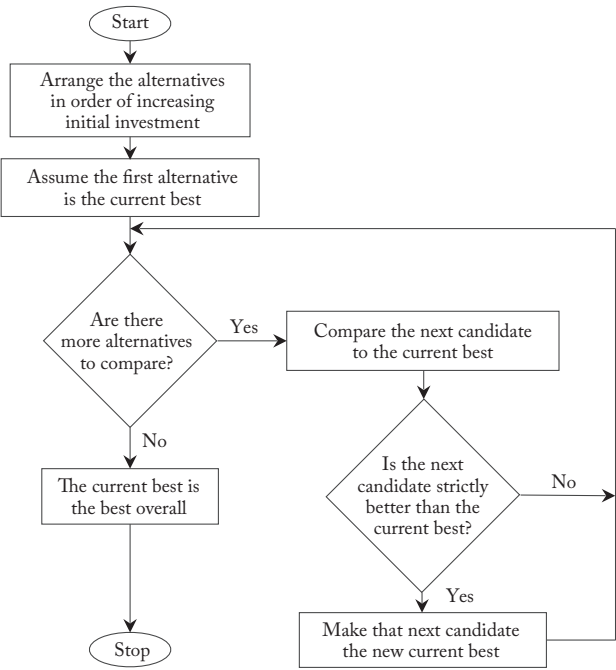 Start
Arrange the alternatives
in order of increasing
initial investment
Assume the first alternative
is the current best
Are there
more alternatives
to compare?
Yes
Compare the next candidate
to the current best
No
The current best is
the best overall
Is the next
candidate strictly
better than the
current best?
No
Yes
Make that next candidate
the new current best
Stop